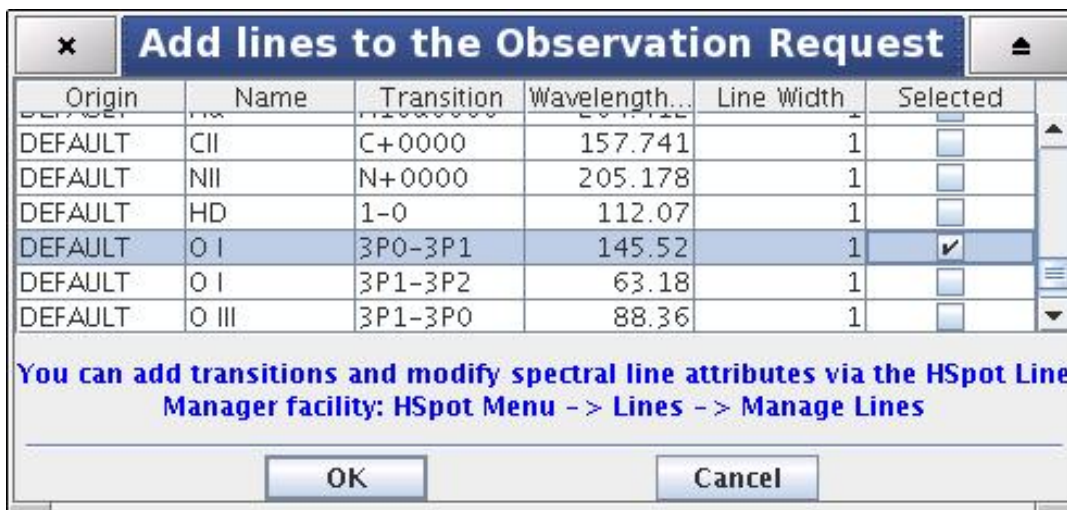 Add lines to the Observation Request
Origin Name Transition Wavelength... Line Width Selected
DEFAULT CII C+0000 157.741 1
DEFAULT NII N+0000 205.178 1
DEFAULT HD 1-0 112.07 1
DEFAULT O I 3P0-3P1 145.52 1
DEFAULT O I 3P1-3P2 63.18 1
DEFAULT O III 3P1-3P0 88.36 1
You can add transitions and modify spectral line attributes via the HSpot Line
Manager facility: HSpot Menu -> Lines -> Manage Lines
OK Cancel